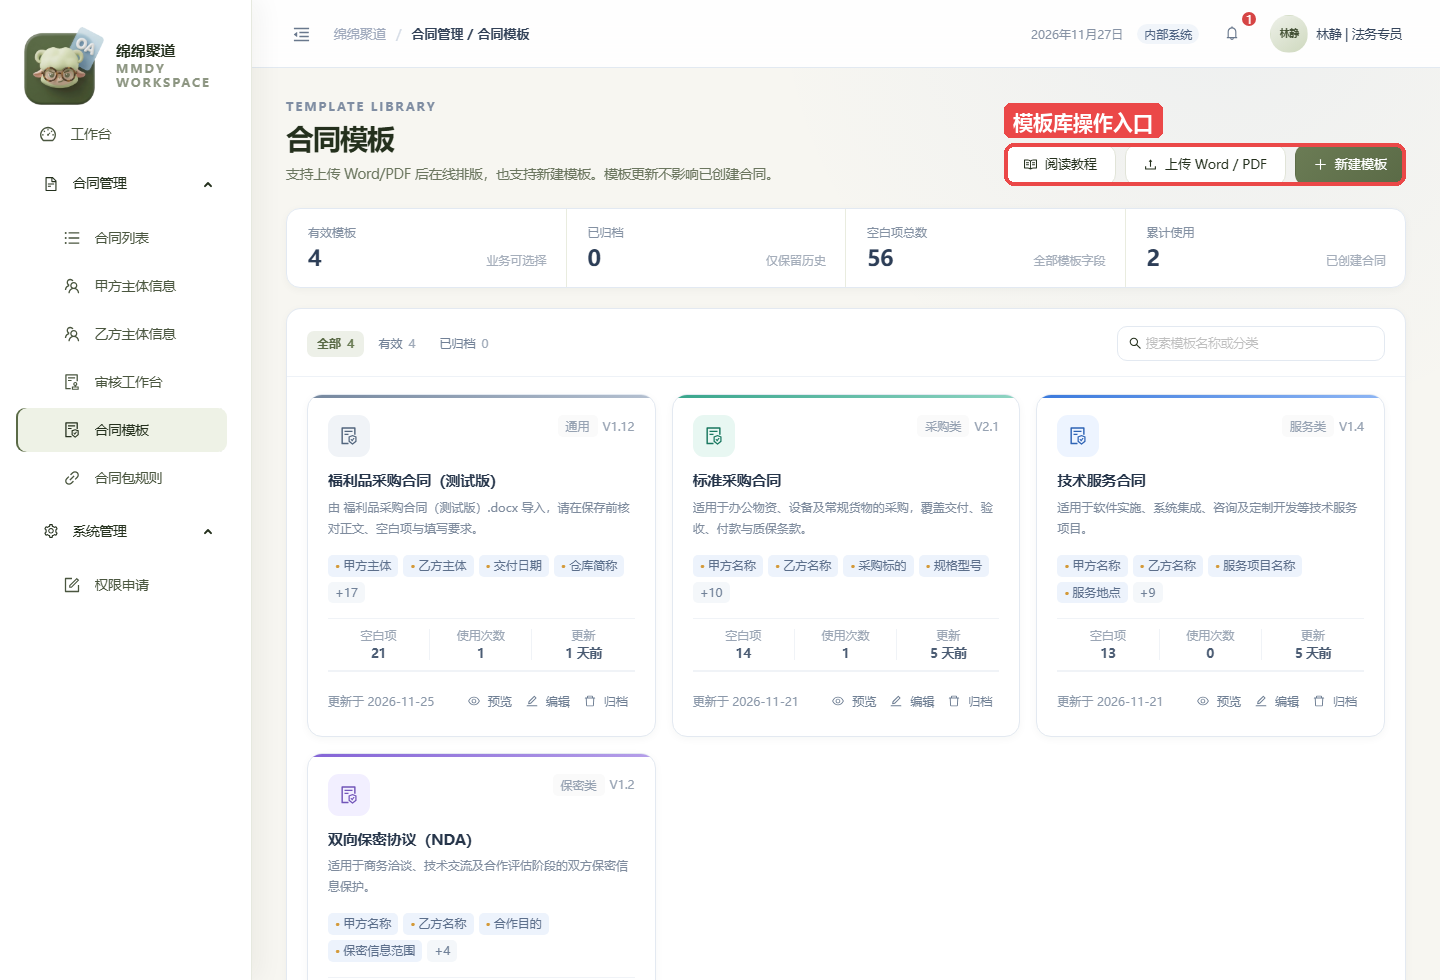 OA
绵绵聚道
MMDY
WORKSPACE
工作台
合同管理
合同列表
甲方主体信息
乙方主体信息
审核工作台
合同模板
合同包规则
系统管理
权限申请
绵绵聚道 / 合同管理 / 合同模板
2026年11月27日 内部系统 1 林静 林静 | 法务专员
TEMPLATE LIBRARY
合同模板
支持上传 Word/PDF 后在线排版，也支持新建模板。模板更新不影响已创建合同。
模板库操作入口
阅读教程 上传 Word / PDF 新建模板
有效模板
4 业务可选择
已归档
0 仅保留历史
空白项总数
56 全部模板字段
累计使用
2 已创建合同
全部 4 有效 4 已归档 0 搜索模板名称或分类
通用 V1.12
福利品采购合同（测试版）
由 福利品采购合同（测试版）.docx 导入，请在保存前核
对正文、空白项与填写要求。
甲方主体 乙方主体 交付日期 仓库简称
+17
空白项 使用次数 更新
21 1 1 天前
更新于 2026-11-25 预览 编辑 归档
采购类 V2.1
标准采购合同
适用于办公物资、设备及常规货物的采购，覆盖交付、验
收、付款与质保条款。
甲方名称 乙方名称 采购标的 规格型号
+10
空白项 使用次数 更新
14 1 5 天前
更新于 2026-11-21 预览 编辑 归档
服务类 V1.4
技术服务合同
适用于软件实施、系统集成、咨询及定制开发等技术服务
项目。
甲方名称 乙方名称 服务项目名称
服务地点 +9
空白项 使用次数 更新
13 0 5 天前
更新于 2026-11-21 预览 编辑 归档
保密类 V1.2
双向保密协议（NDA）
适用于商务洽谈、技术交流及合作评估阶段的双方保密信
息保护。
甲方名称 乙方名称 合作目的
保密信息范围 +4